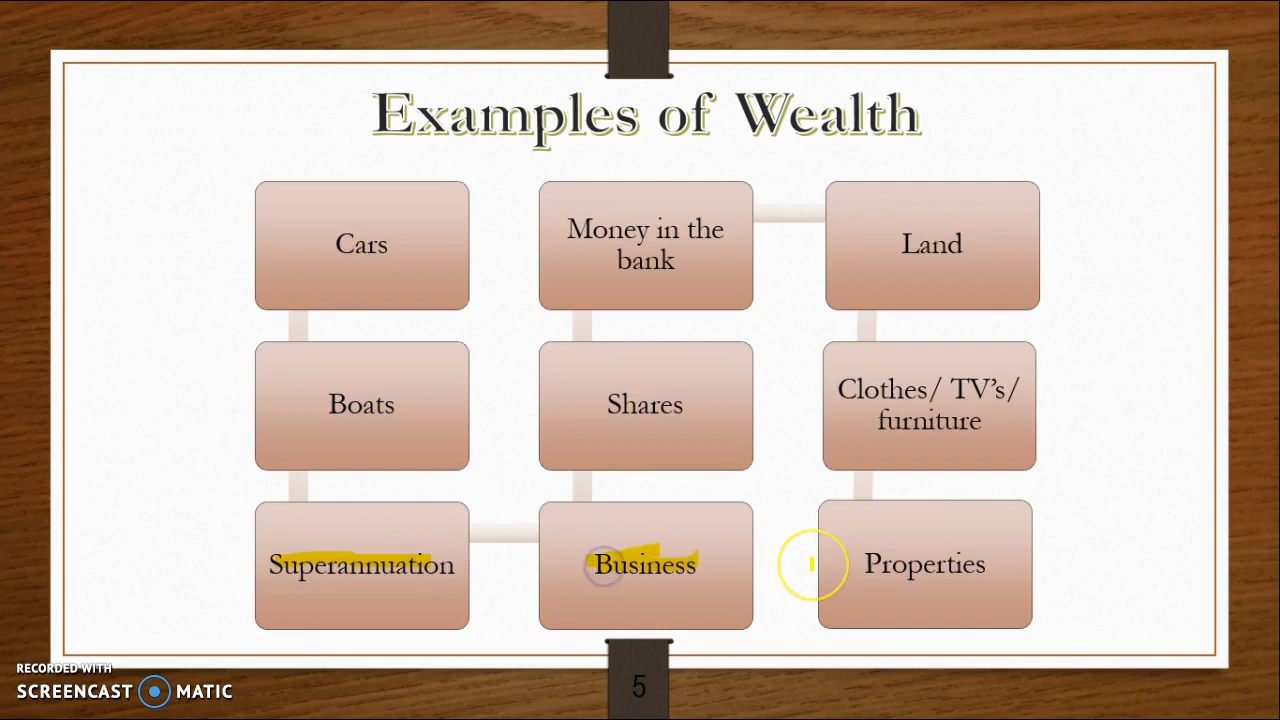 Examples of Wealth
Cars
Money in the
bank
Land
Boats
Shares
Clothes/ TV’s/
furniture
Superannuation
Business
Properties
RECORDED WITH
SCREENCAST MATIC
5